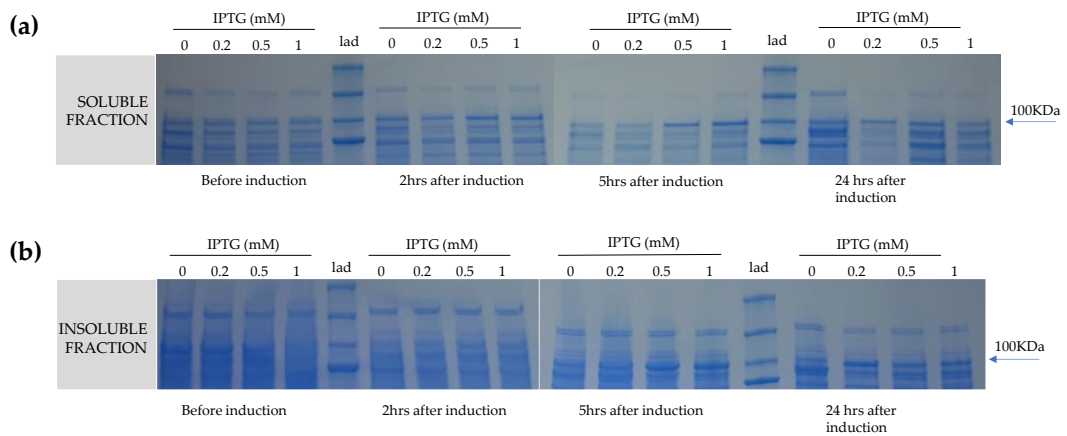 (a)
IPTG (mM) IPTG (mM) IPTG (mM) IPTG (mM)
0 0.2 0.5 1 lad 0 0.2 0.5 1 0 0.2 0.5 1 lad 0 0.2 0.5 1
SOLUBLE
FRACTION
100KDa
Before induction 2hrs after induction 5hrs after induction 24 hrs after
induction
(b)
IPTG (mM) IPTG (mM) IPTG (mM) IPTG (mM)
0 0.2 0.5 1 lad 0 0.2 0.5 1 0 0.2 0.5 1 lad 0 0.2 0.5 1
INSOLUBLE
FRACTION
100KDa
Before induction 2hrs after induction 5hrs after induction 24 hrs after
induction